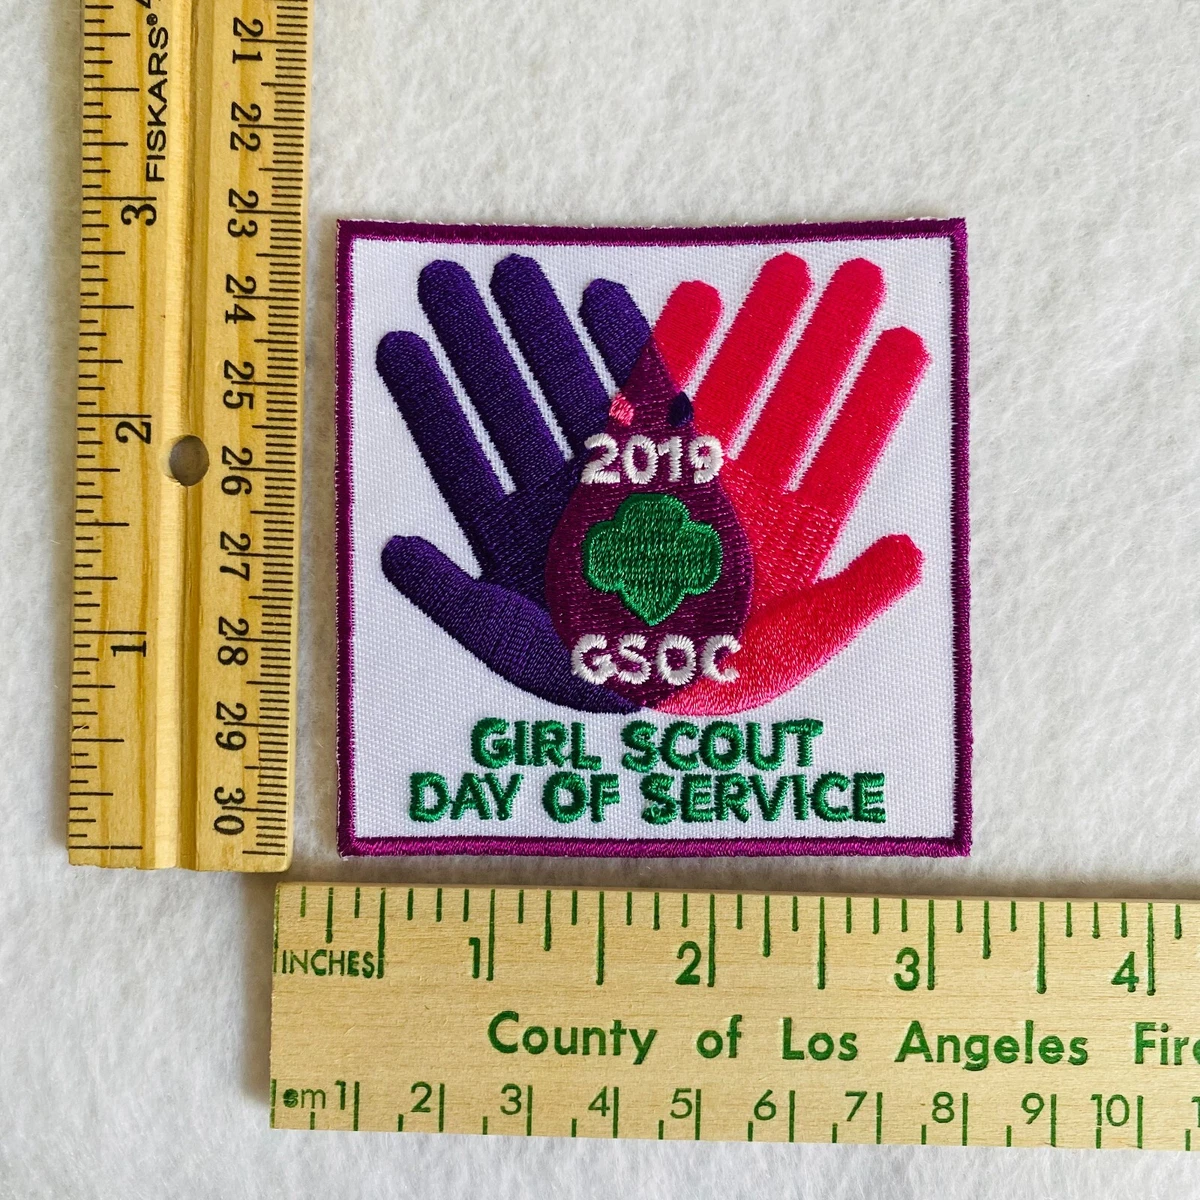 FISKARS®
3
2
1
21
22
23
24
25
26
27
28
29
30
2019
GSOC
GIRL SCOUT
DAY OF SERVICE
INCHES 1 2 3 4
County of Los Angeles
cm 1 2 3 4 5 6 7 8 9 10